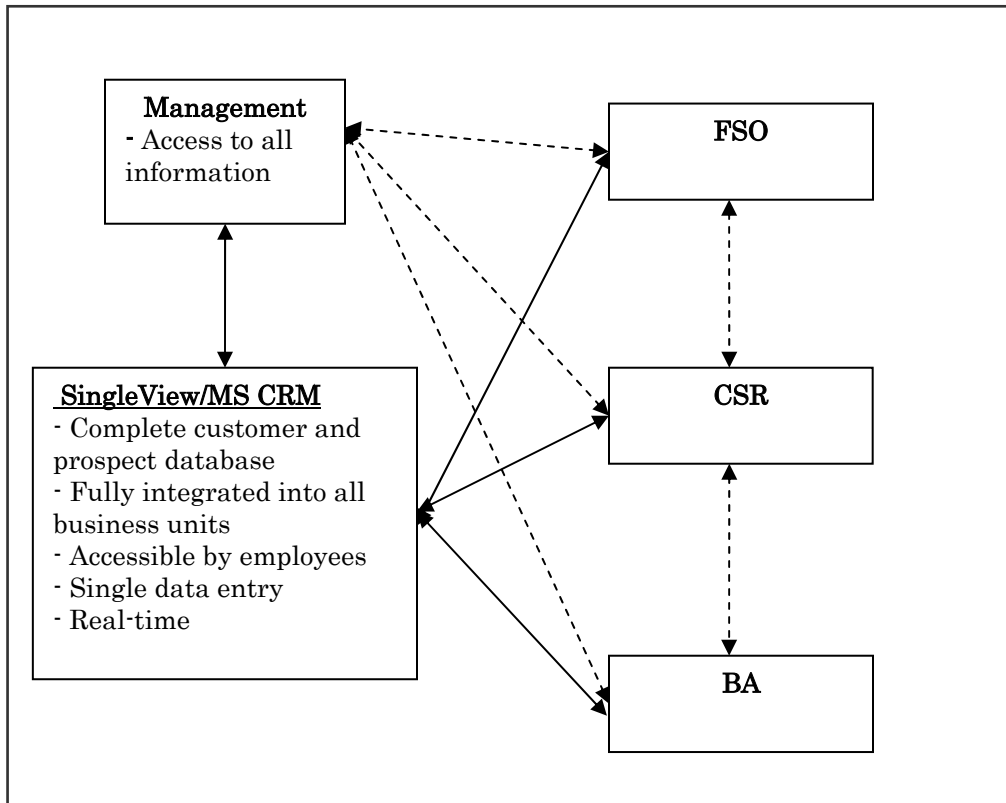 Management
- Access to all
information
FSO
SingleView/MS CRM
- Complete customer and
prospect database
- Fully integrated into all
business units
- Accessible by employees
- Single data entry
- Real-time
CSR
BA